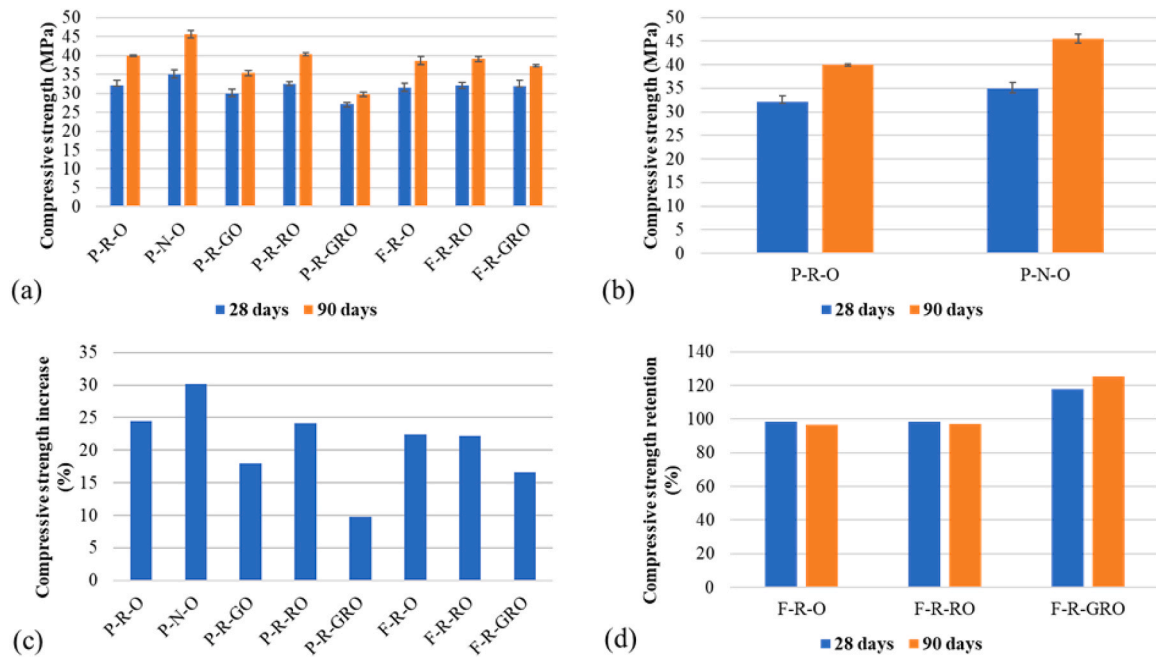 50
45
40
35
30
25
20
15
10
5
0
Compressive strength (MPa)
P-R-O
P-N-O
P-R-GO
P-R-RO
P-R-GRO
F-R-O
F-R-RO
F-R-GRO
(a)
28 days
90 days
50
45
40
35
30
25
20
15
10
5
0
Compressive strength (MPa)
P-R-O
P-N-O
(b)
28 days
90 days
35
30
25
20
15
10
5
0
Compressive strength increase
(%)
P-R-O
P-N-O
P-R-GO
P-R-RO
P-R-GRO
F-R-O
F-R-RO
F-R-GRO
(c)
140
120
100
80
60
40
20
0
Compressive strength retention
(%)
F-R-O
F-R-RO
F-R-GRO
(d)
28 days
90 days